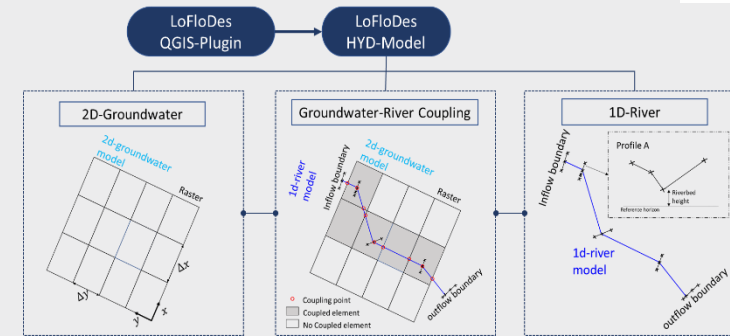 LoFloDes
QGIS-Plugin
LoFloDes
HYD-Model
2D-Groundwater
2d-groundwater
model
Raster
Δx
Δy
y
x
Groundwater-River Coupling
Inflow boundary
1d-river
model
2d-groundwater
model
Raster
outflow boundary
Coupling point
Coupled element
No Coupled element
1D-River
Inflow boundary
Profile A
Riverbed
height
Reference horizon
1d-river
model
outflow boundary